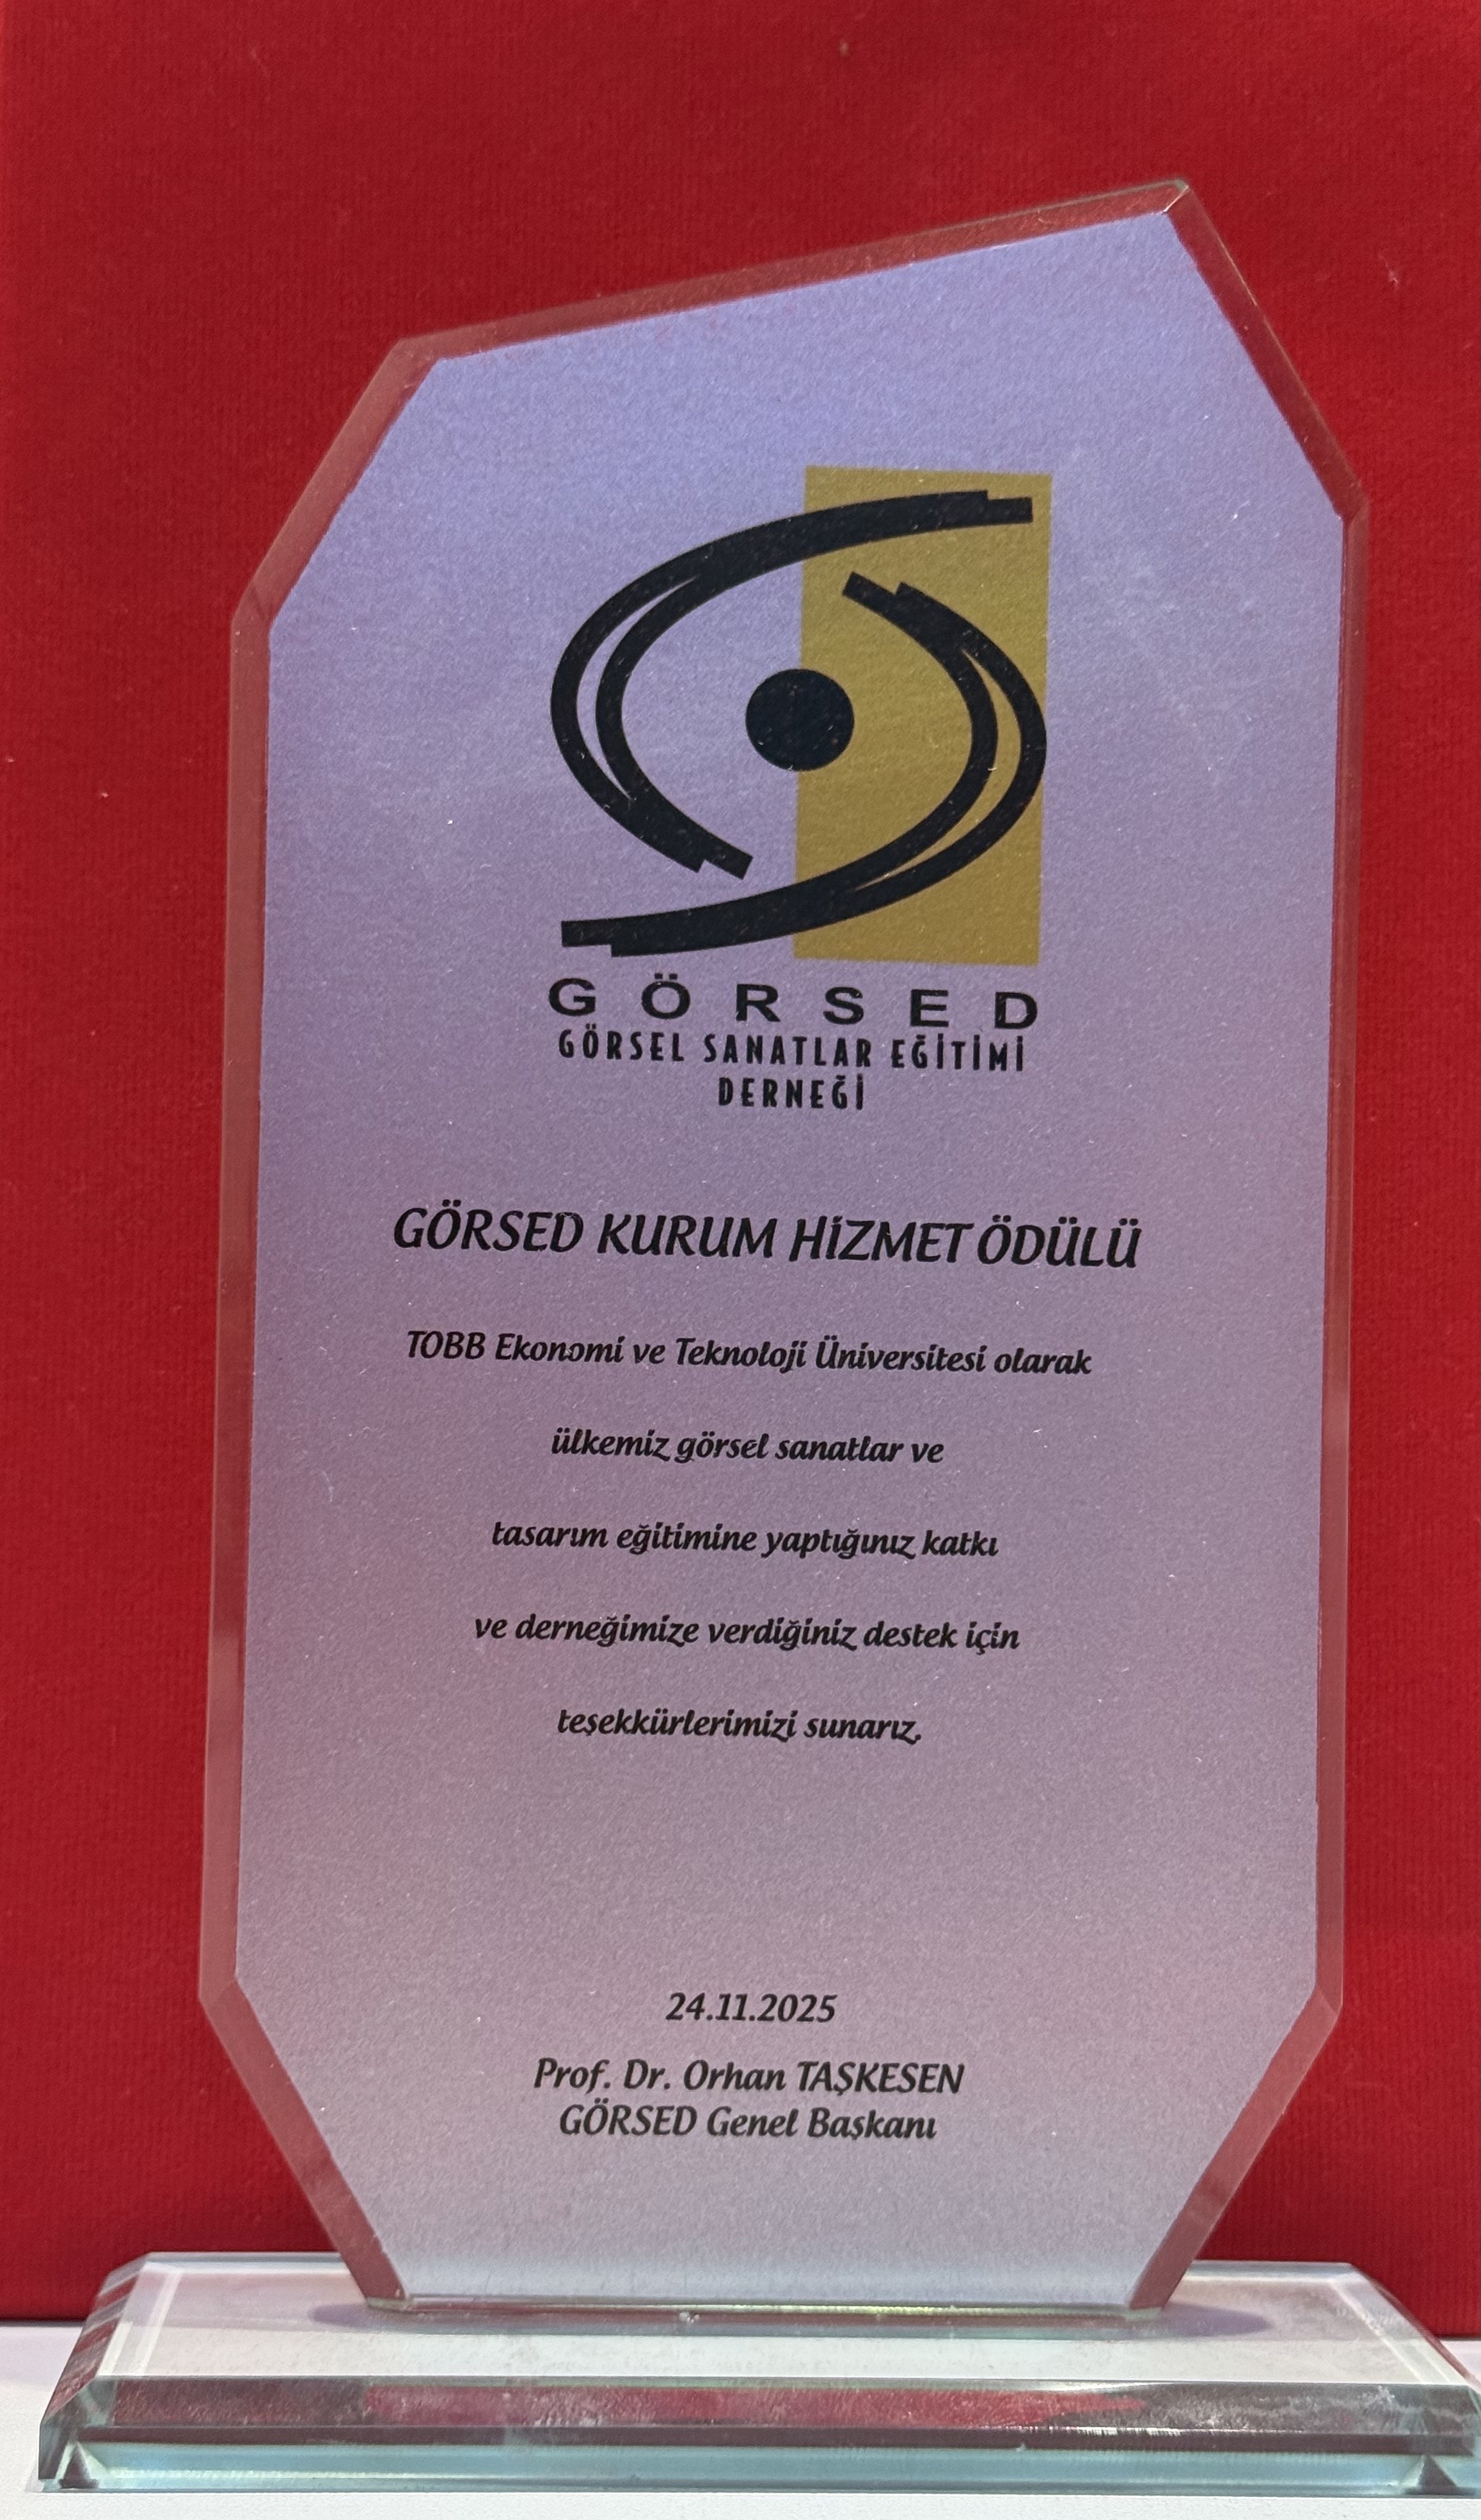 GÖRSED
GÖRSEL SANATLAR EĞİTİMİ
DERNEĞİ
GÖRSED KURUM HİZMET ÖDÜLÜ
TOBB Ekonomi ve Teknoloji Üniversitesi olarak
ülkemiz görsel sanatlar ve
tasarım eğitimine yaptığınız katkı
ve derneğimize verdiğiniz destek için
teşekkürlerimizi sunarız.
24.11.2025
Prof. Dr. Orhan TAŞKESEN
GÖRSED Genel Başkanı